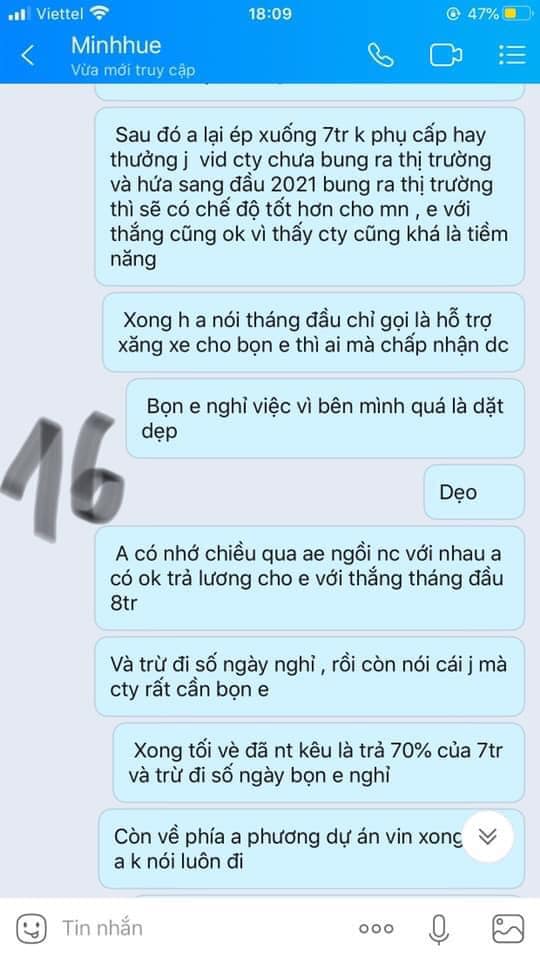 Viettel
18:09
47%
Minhhue
Vừa mới truy cập
Sau đó a lại ép xuống 7tr k phụ cấp hay
thưởng j vid cty chưa bung ra thị trường
và hứa sang đầu 2021 bung ra thị trường
thì sẽ có chế độ tốt hơn cho mn , e với
thắng cũng ok vì thấy cty cũng khá là tiềm
năng
Xong h a nói tháng đầu chỉ gọi là hỗ trợ
xăng xe cho bọn e thì ai mà chấp nhận dc
Bọn e nghỉ việc vì bên mình quá là dặt
dẹp
16
Dẹo
A có nhớ chiều qua ae ngồi nc với nhau a
có ok trả lương cho e với thắng tháng đầu
8tr
Và trừ đi số ngày nghỉ , rồi còn nói cái j mà
cty rất cần bọn e
Xong tối vè đã nt kêu là trả 70% của 7tr
và trừ đi số ngày bọn e nghỉ
Còn về phía a phương dự án vin xong
a k nói luôn đi
Tin nhắn